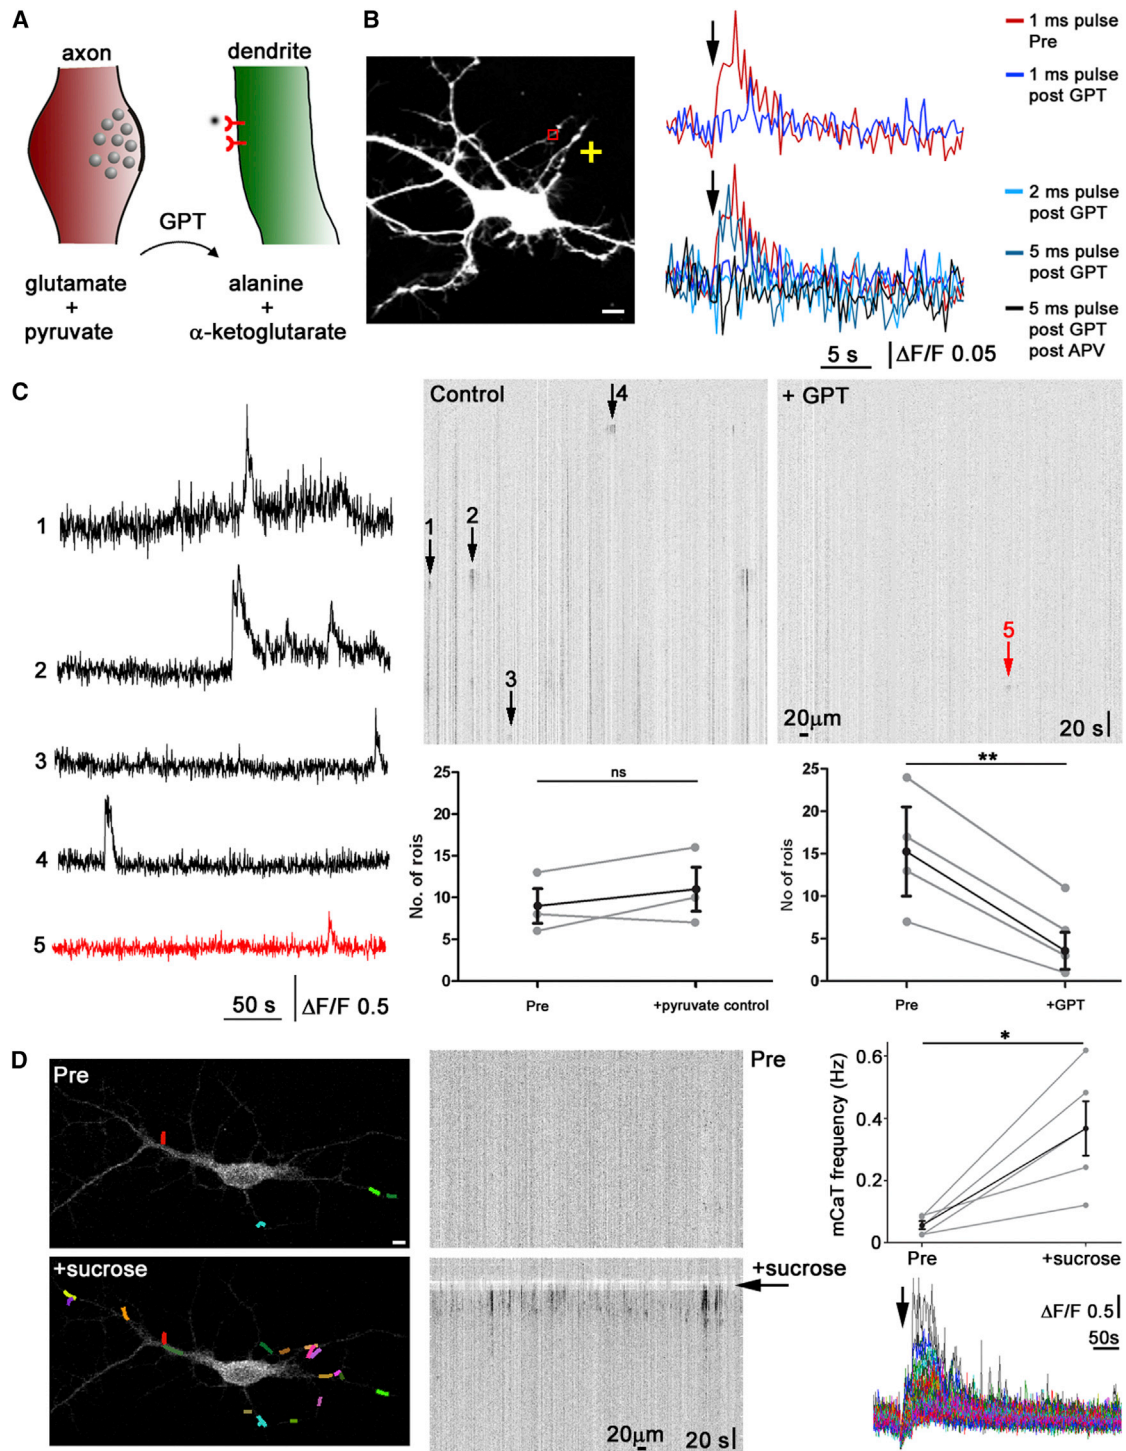 A
axon
dendrite
GPT
glutamate
+
pyruvate
alanine
+
α-ketoglutarate
B
1 ms pulse
Pre
1 ms pulse
post GPT
2 ms pulse
post GPT
5 ms pulse
post GPT
5 ms pulse
post GPT
post APV
5 s
ΔF/F 0.05
C
1
2
3
4
5
50 s
ΔF/F 0.5
Control
4
1
2
3
+ GPT
5
20μm
20 s
No. of rois
25
20
15
10
5
0
ns
Pre
+pyruvate control
No of rois
25
20
15
10
5
0
**
Pre
+GPT
D
Pre
+sucrose
Pre
+sucrose
20μm
20 s
mCaT frequency (Hz)
0.6
0.4
0.2
0
*
Pre
+sucrose
ΔF/F 0.5
50s